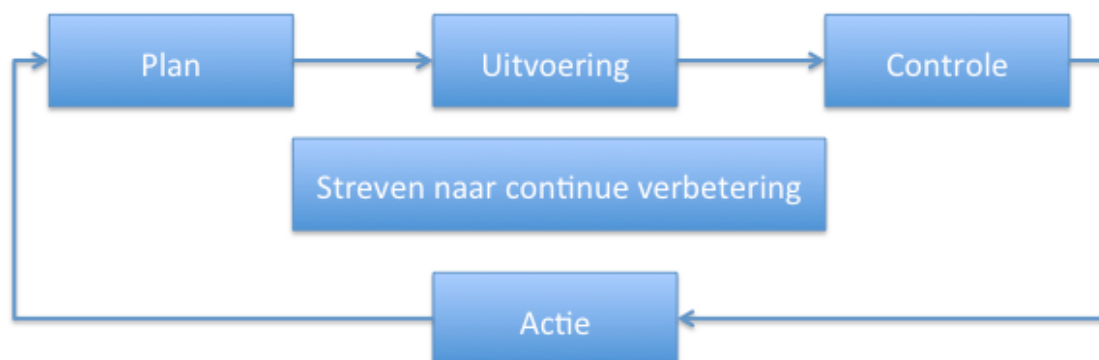 Plan
Uitvoering
Controle
Streven naar continue verbetering
Actie